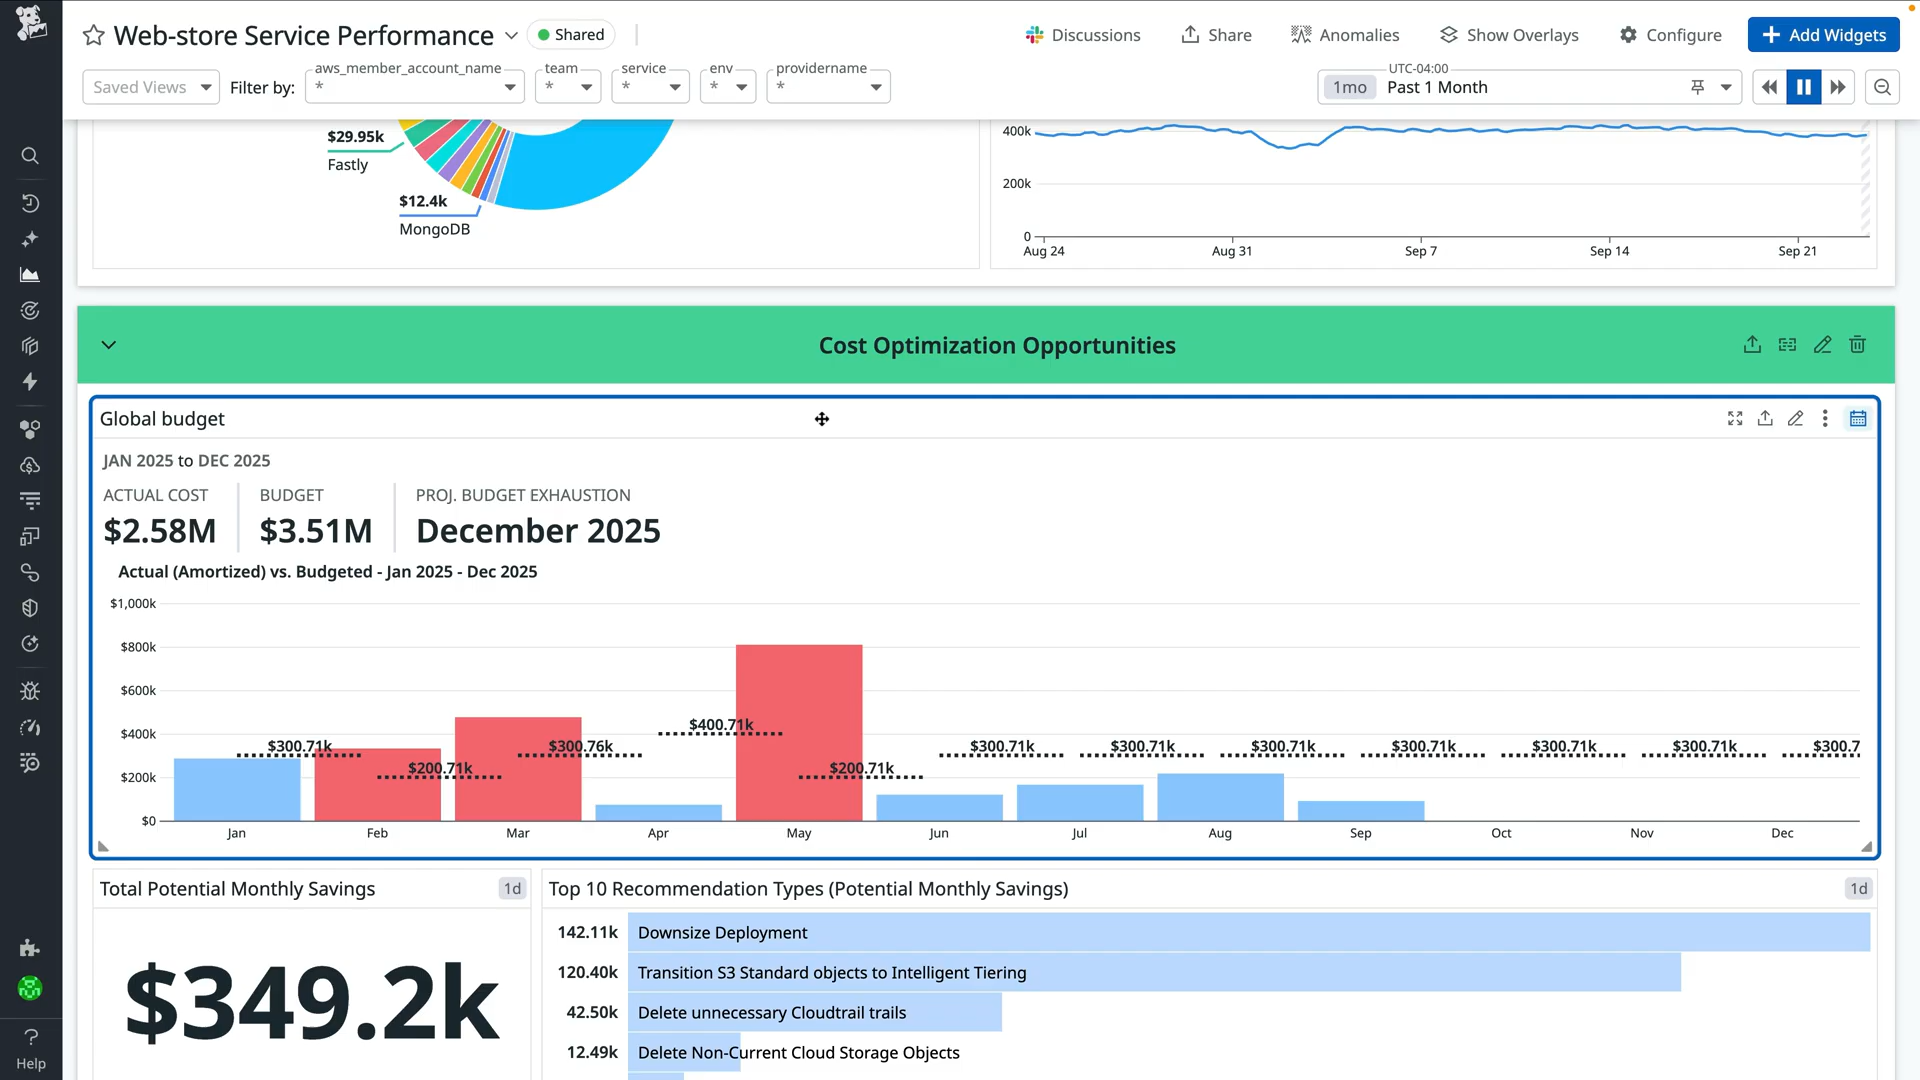 Web-store Service Performance
Shared
Discussions
Share
Anomalies
Show Overlays
Configure
Add Widgets
Saved Views
Filter by:
aws_member_account_name
*
team
*
service
*
env
*
providername
*
UTC-04:00
1mo
Past 1 Month
$29.95k
Fastly
$12.4k
MongoDB
400k
200k
0
Aug 24
Aug 31
Sep 7
Sep 14
Sep 21
Cost Optimization Opportunities
Global budget
JAN 2025 to DEC 2025
ACTUAL COST
$2.58M
BUDGET
$3.51M
PROJ. BUDGET EXHAUSTION
December 2025
Actual (Amortized) vs. Budgeted - Jan 2025 - Dec 2025
$1,000k
$800k
$600k
$400k
$200k
$0
$300.71k
$200.71k
$300.76k
$400.71k
$200.71k
$300.71k
$300.71k
$300.71k
$300.71k
$300.71k
$300.71k
$300.7
Jan
Feb
Mar
Apr
May
Jun
Jul
Aug
Sep
Oct
Nov
Dec
Total Potential Monthly Savings
1d
$349.2k
Top 10 Recommendation Types (Potential Monthly Savings)
1d
142.11k Downsize Deployment
120.40k Transition S3 Standard objects to Intelligent Tiering
42.50k Delete unnecessary Cloudtrail trails
12.49k Delete Non-Current Cloud Storage Objects
Help